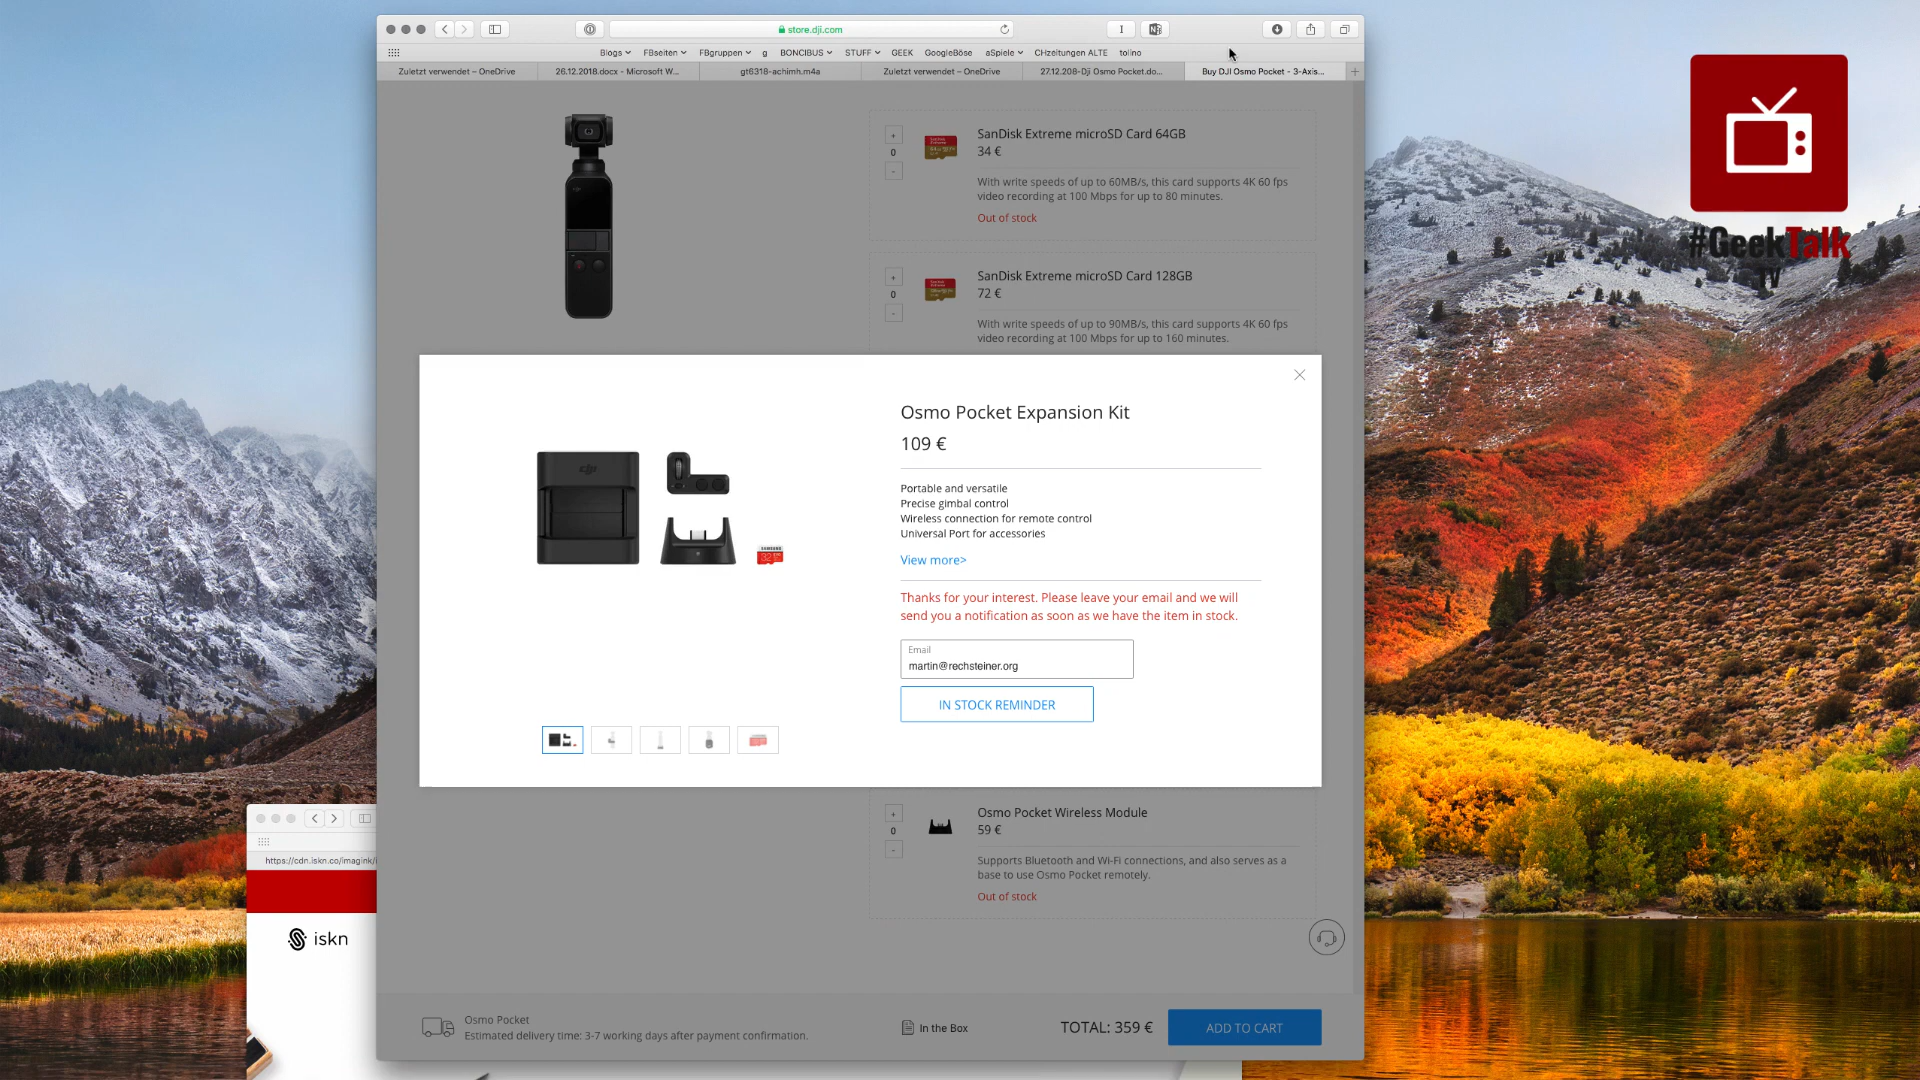 store.dji.com
Blogs
FBseiten
FBgruppen
g
BONCIBUS
STUFF
GEEK
GoogleBöse
aSpiele
CHzeitungen ALTE
tolino
Zuletzt verwendet – OneDrive
26.12.2018.docx - Microsoft W...
gt6318-achimh.m4a
Zuletzt verwendet – OneDrive
27.12.208-Dji Osmo Pocket.do...
Buy DJI Osmo Pocket - 3-Axis...
#GeekTalk
TV
+
0
-
SanDisk Extreme microSD Card 64GB
34 €
With write speeds of up to 60MB/s, this card supports 4K 60 fps
video recording at 100 Mbps for up to 80 minutes.
Out of stock
+
0
-
SanDisk Extreme microSD Card 128GB
72 €
With write speeds of up to 90MB/s, this card supports 4K 60 fps
video recording at 100 Mbps for up to 160 minutes.
Osmo Pocket Expansion Kit
109 €
Portable and versatile
Precise gimbal control
Wireless connection for remote control
Universal Port for accessories
View more>
Thanks for your interest. Please leave your email and we will
send you a notification as soon as we have the item in stock.
Email
martin@rechsteiner.org
IN STOCK REMINDER
dji
SAMSUNG
32
+
0
-
Osmo Pocket Wireless Module
59 €
Supports Bluetooth and Wi-Fi connections, and also serves as a
base to use Osmo Pocket remotely.
Out of stock
https://cdn.iskn.co/imagink/i
iskn
Osmo Pocket
Estimated delivery time: 3-7 working days after payment confirmation.
In the Box
TOTAL: 359 €
ADD TO CART